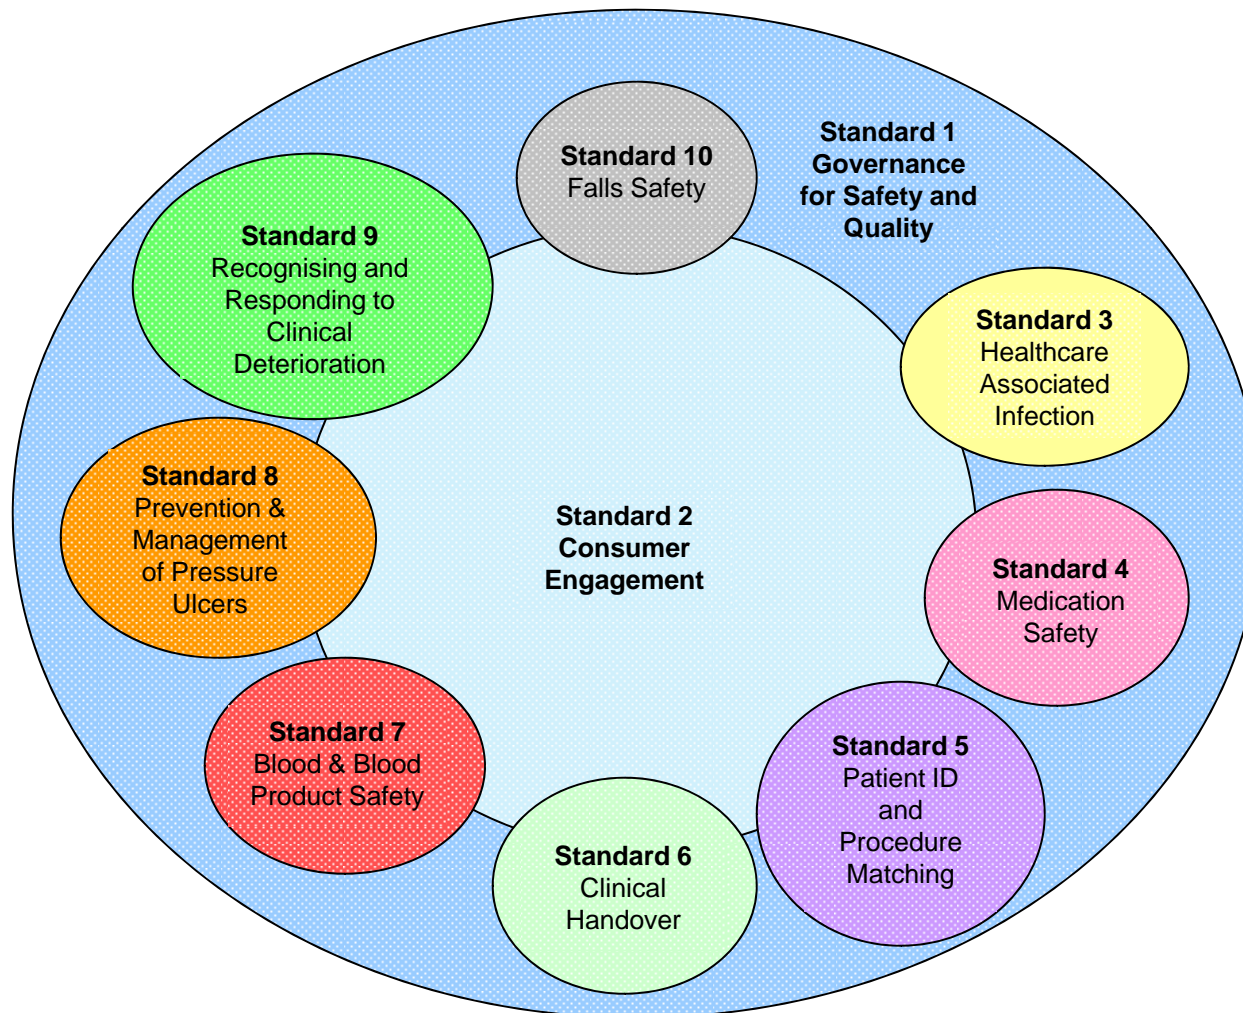 Standard 10
Falls Safety
Standard 1
Governance
for Safety and
Quality
Standard 9
Recognising and
Responding to
Clinical
Deterioration
Standard 3
Healthcare
Associated
Infection
Standard 8
Prevention &
Management
of Pressure
Ulcers
Standard 2
Consumer
Engagement
Standard 4
Medication
Safety
Standard 7
Blood & Blood
Product Safety
Standard 5
Patient ID
and
Procedure
Matching
Standard 6
Clinical
Handover